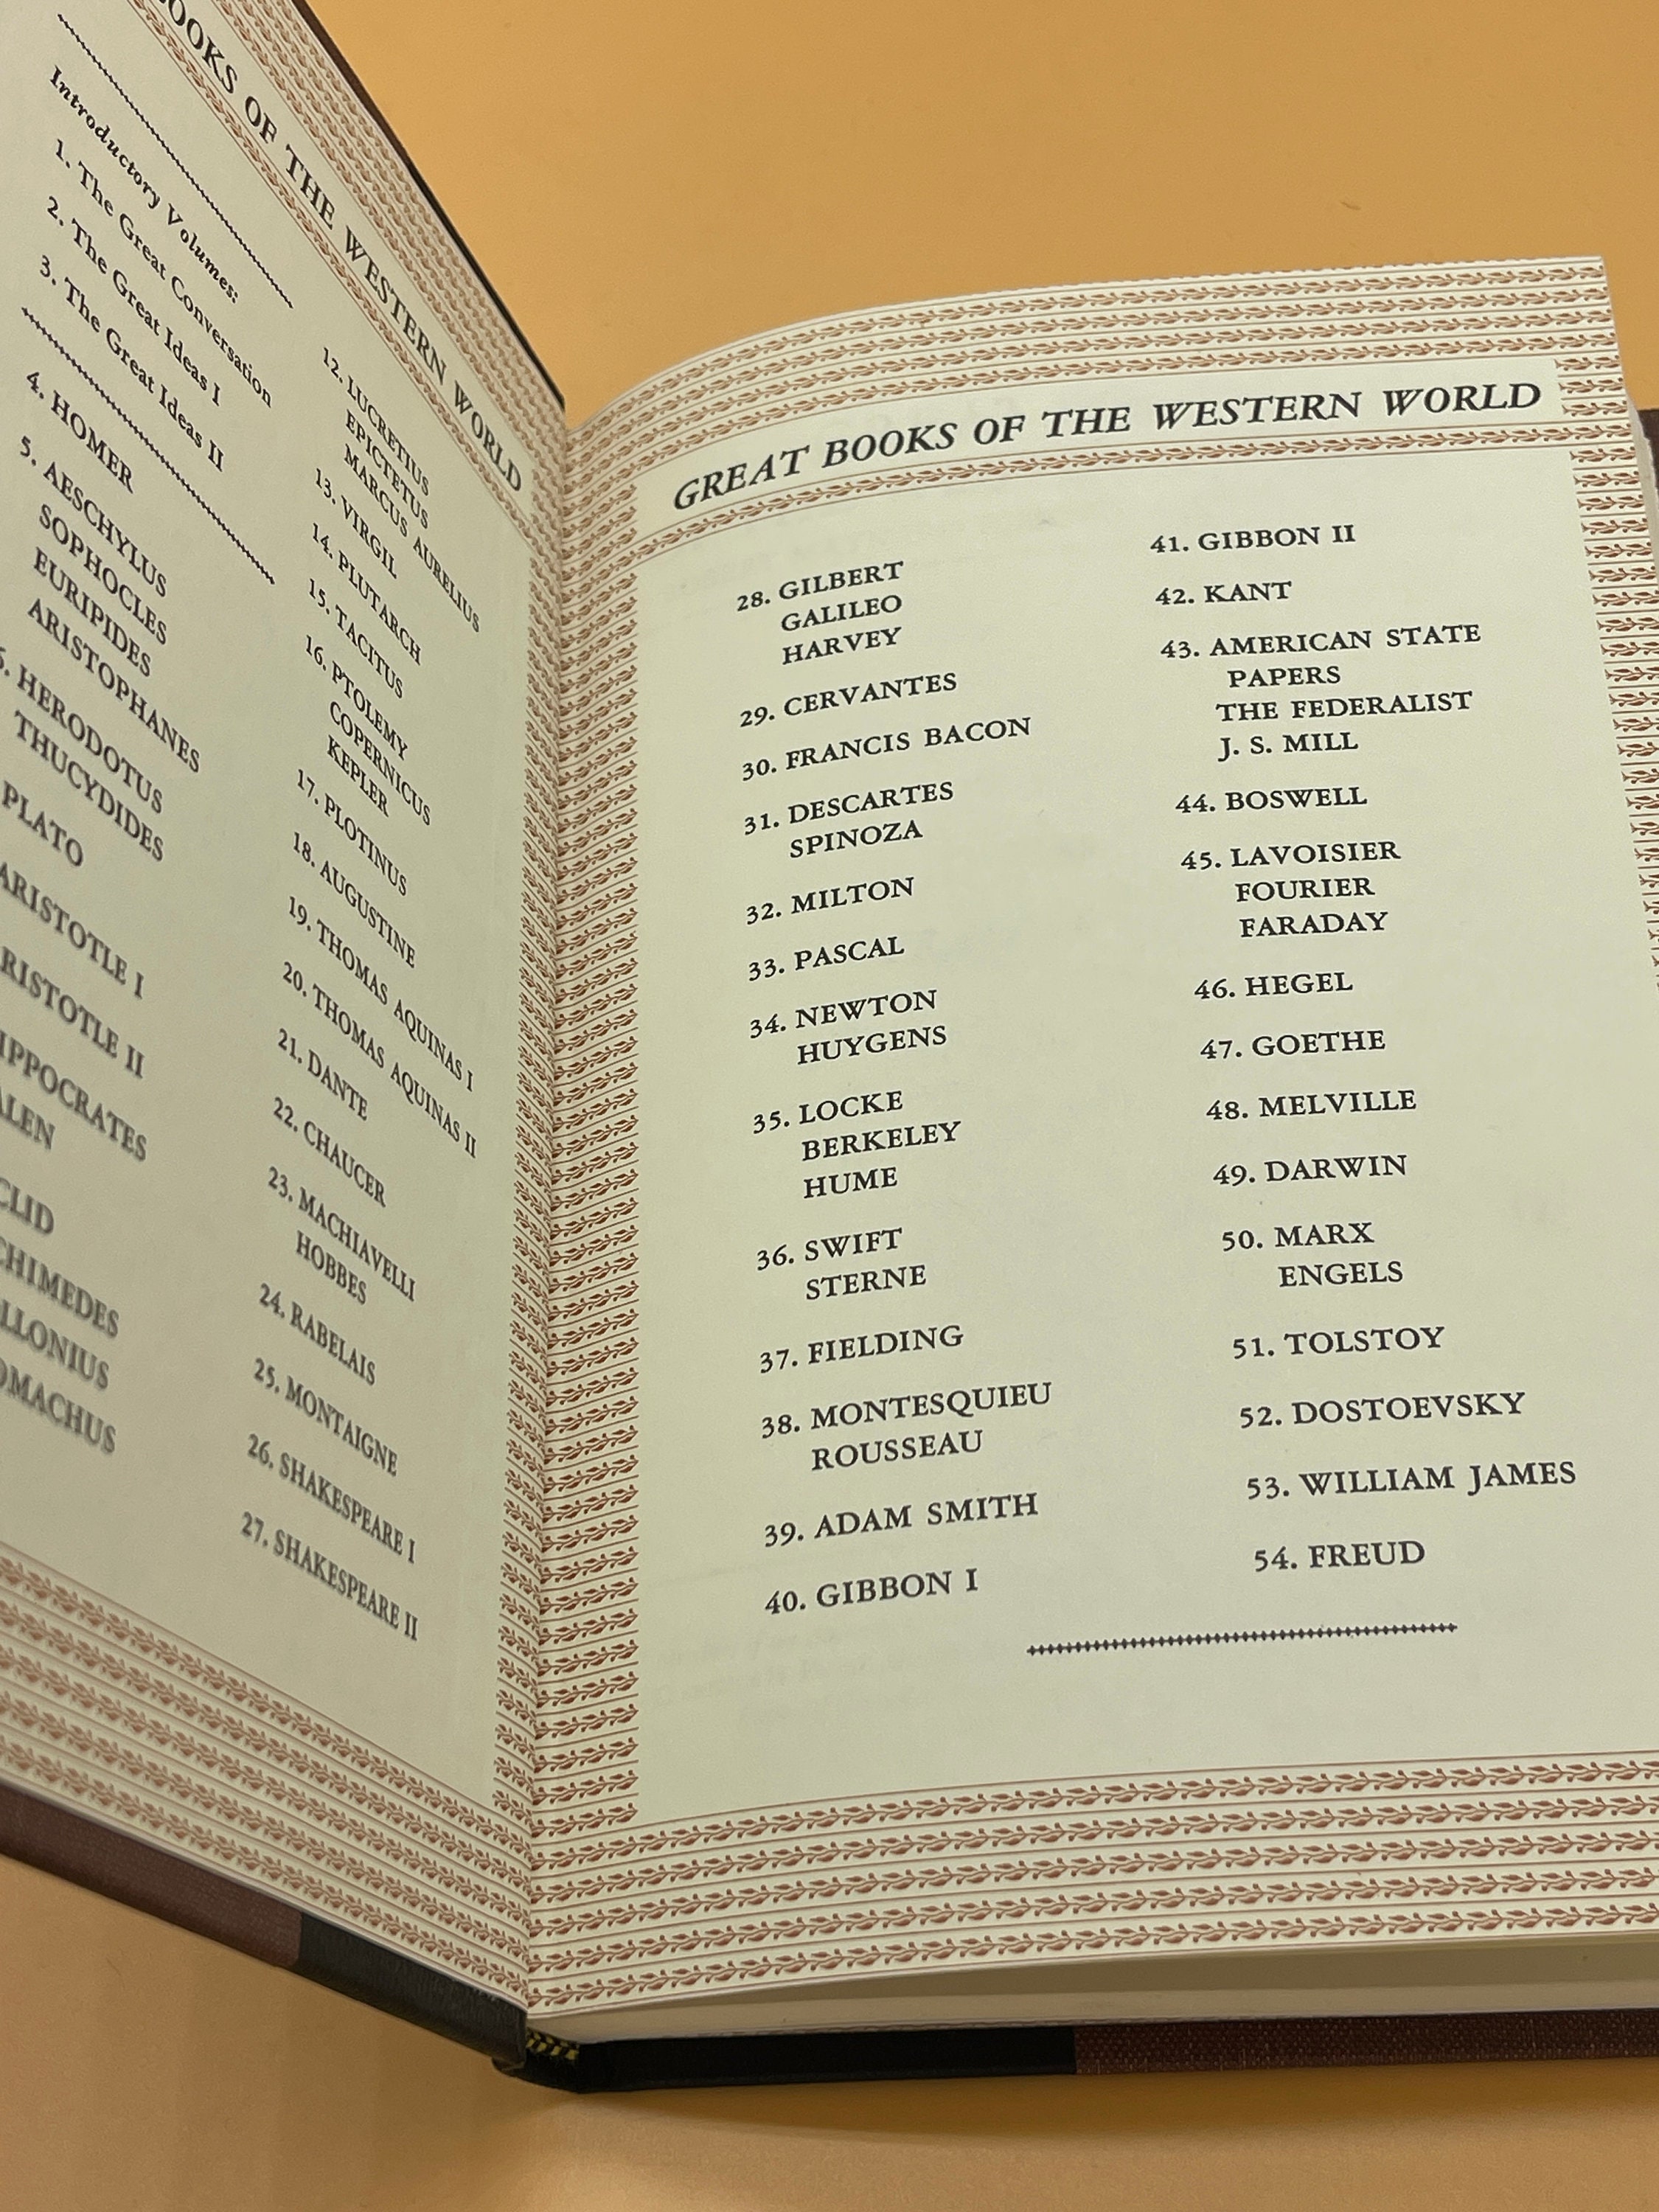 BOOKS OF THE WESTERN WORLD
Introductory Volumes:
1. The Great Conversation
2. The Great Ideas I
3. The Great Ideas II
4. HOMER
5. AESCHYLUS
SOPHOCLES
EURIPIDES
ARISTOPHANES
HERODOTUS
THUCYDIDES
PLATO
ARISTOTLE I
12. LUCRETIUS
EPICTETUS
MARCUS AURELIUS
13. VIRGIL
14. PLUTARCH
15. TACITUS
16. PTOLEMY
COPERNICUS
KEPLER
17. PLOTINUS
18. AUGUSTINE
19. THOMAS AQUINAS I
20. THOMAS AQUINAS II
21. DANTE
22. CHAUCER
23. MACHIAVELLI
HOBBES
24. RABELAIS
25. MONTAIGNE
26. SHAKESPEARE I
27. SHAKESPEARE II
GREAT BOOKS OF THE WESTERN WORLD
28. GILBERT
GALILEO
HARVEY
29. CERVANTES
30. FRANCIS BACON
31. DESCARTES
SPINOZA
32. MILTON
33. PASCAL
34. NEWTON
HUYGENS
35. LOCKE
BERKELEY
HUME
36. SWIFT
STERNE
37. FIELDING
38. MONTESQUIEU
ROUSSEAU
39. ADAM SMITH
40. GIBBON I
41. GIBBON II
42. KANT
43. AMERICAN STATE
PAPERS
THE FEDERALIST
J. S. MILL
44. BOSWELL
45. LAVOISIER
FOURIER
FARADAY
46. HEGEL
47. GOETHE
48. MELVILLE
49. DARWIN
50. MARX
ENGELS
51. TOLSTOY
52. DOSTOEVSKY
53. WILLIAM JAMES
54. FREUD